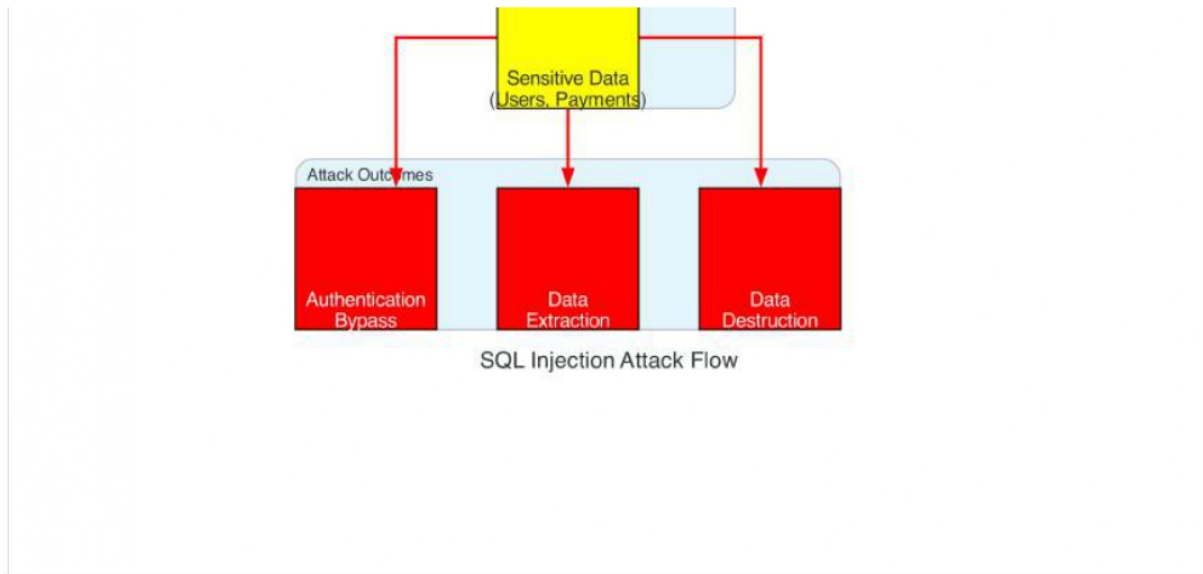 Sensitive Data
(Users, Payments)
Attack Outcomes
Authentication
Bypass
Data
Extraction
Data
Destruction
SQL Injection Attack Flow